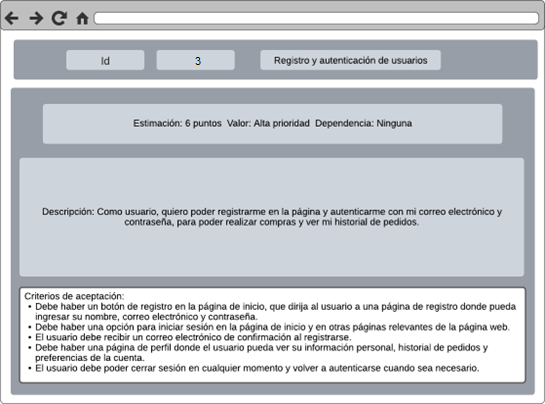 Id
3
Registro y autenticación de usuarios
Estimación: 6 puntos Valor: Alta prioridad Dependencia: Ninguna
Descripción: Como usuario, quiero poder registrarme en la página y autenticarme con mi correo electrónico y
contraseña, para poder realizar compras y ver mi historial de pedidos.
Criterios de aceptación:
• Debe haber un botón de registro en la página de inicio, que dirija al usuario a una página de registro donde pueda
ingresar su nombre, correo electrónico y contraseña.
• Debe haber una opción para iniciar sesión en la página de inicio y en otras páginas relevantes de la página web.
• El usuario debe recibir un correo electrónico de confirmación al registrarse.
• Debe haber una página de perfil donde el usuario pueda ver su información personal, historial de pedidos y
preferencias de la cuenta.
• El usuario debe poder cerrar sesión en cualquier momento y volver a autenticarse cuando sea necesario.